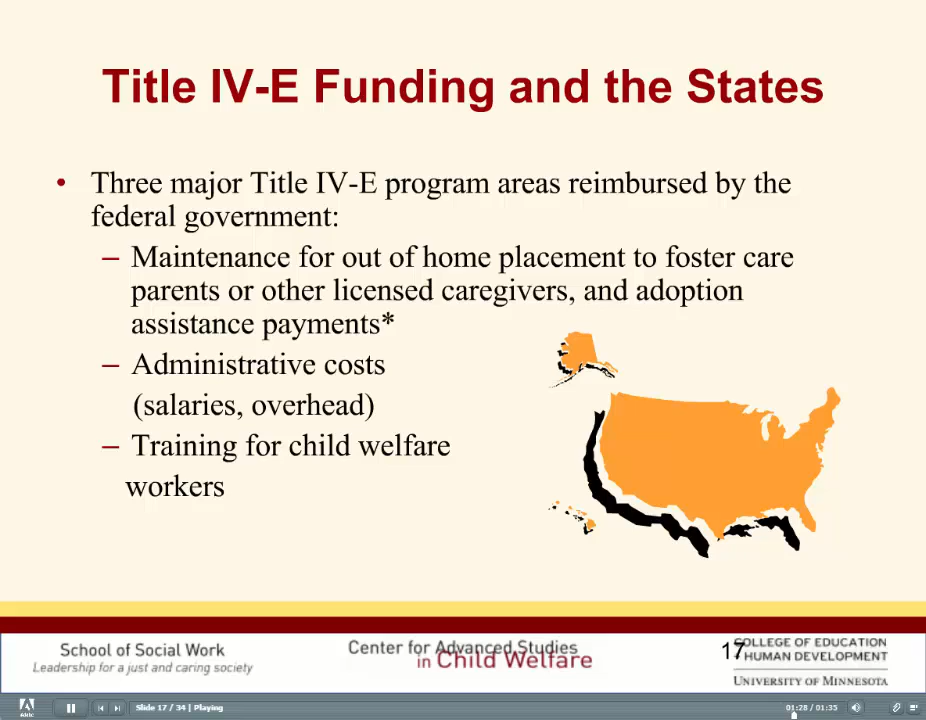 Title IV-E Funding and the States
• Three major Title IV-E program areas reimbursed by the
federal government:
– Maintenance for out of home placement to foster care
parents or other licensed caregivers, and adoption
assistance payments*
– Administrative costs
(salaries, overhead)
– Training for child welfare
workers
School of Social Work
Leadership for a just and caring society
Center for Advanced Studies
in Child Welfare
17
COLLEGE OF EDUCATION
HUMAN DEVELOPMENT
UNIVERSITY OF MINNESOTA
Slide 17 / 34 | Playing
01:28 / 01:35